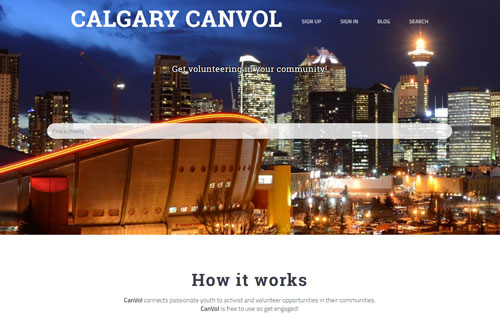 CALGARY CANVOL
SIGN UP SIGN IN BLOG SEARCH
Get volunteering in your community!
Find a charity
How it works
CanVol connects passionate youth to activist and volunteer opportunities in their communities.
CanVol is free to use so get engaged!